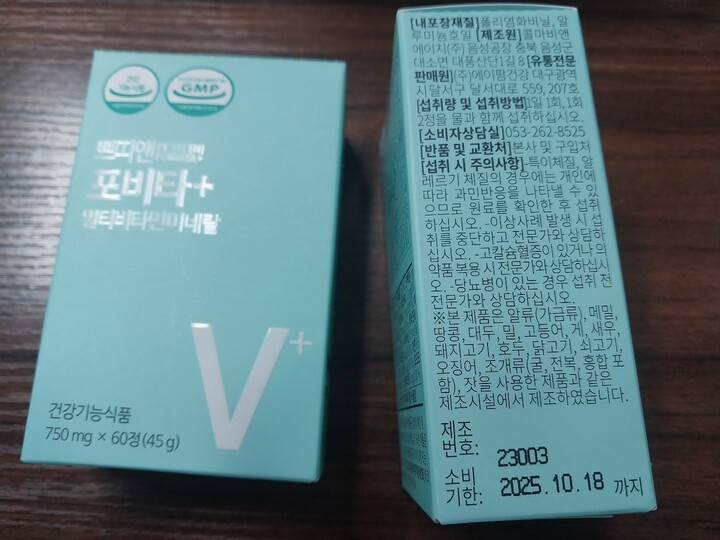 건강
기능식품
GMP
포비타+
멀티비타민미네랄
V+
건강기능식품
750 mg × 60정(45 g)
[내포장재질]폴리염화비닐, 알
루미늄호일 [제조원]콜마비앤
에이치(주) 음성공장 충북 음성군
대소면 대풍산단1길 8 [유통전문
판매원](주)에이팜건강 대구광역
시 달서구 달서대로 559, 207호
[섭취량 및 섭취방법]1일 1회, 1회
2정을 물과 함께 섭취하십시오.
[소비자상담실]053-262-8525
[반품 및 교환처]본사 및 구입처
[섭취 시 주의사항]-특이체질, 알
레르기 체질의 경우에는 개인에
따라 과민반응을 나타낼 수 있
으므로 원료를 확인한 후 섭취
하십시오. -이상사례 발생 시 섭
취를 중단하고 전문가와 상담하
십시오. -고칼슘혈증이 있거나 의
약품 복용 시 전문가와 상담하십시
오. -당뇨병이 있는 경우 섭취 전
전문가와 상담하십시오.
※본 제품은 알류(가금류), 메밀,
땅콩, 대두, 밀, 고등어, 게, 새우,
돼지고기, 호두, 닭고기, 쇠고기,
오징어, 조개류(굴, 전복, 홍합 포
함), 잣을 사용한 제품과 같은
제조시설에서 제조하였습니다.
제조
번호: 23003
소비
기한: 2025.10.18 까지